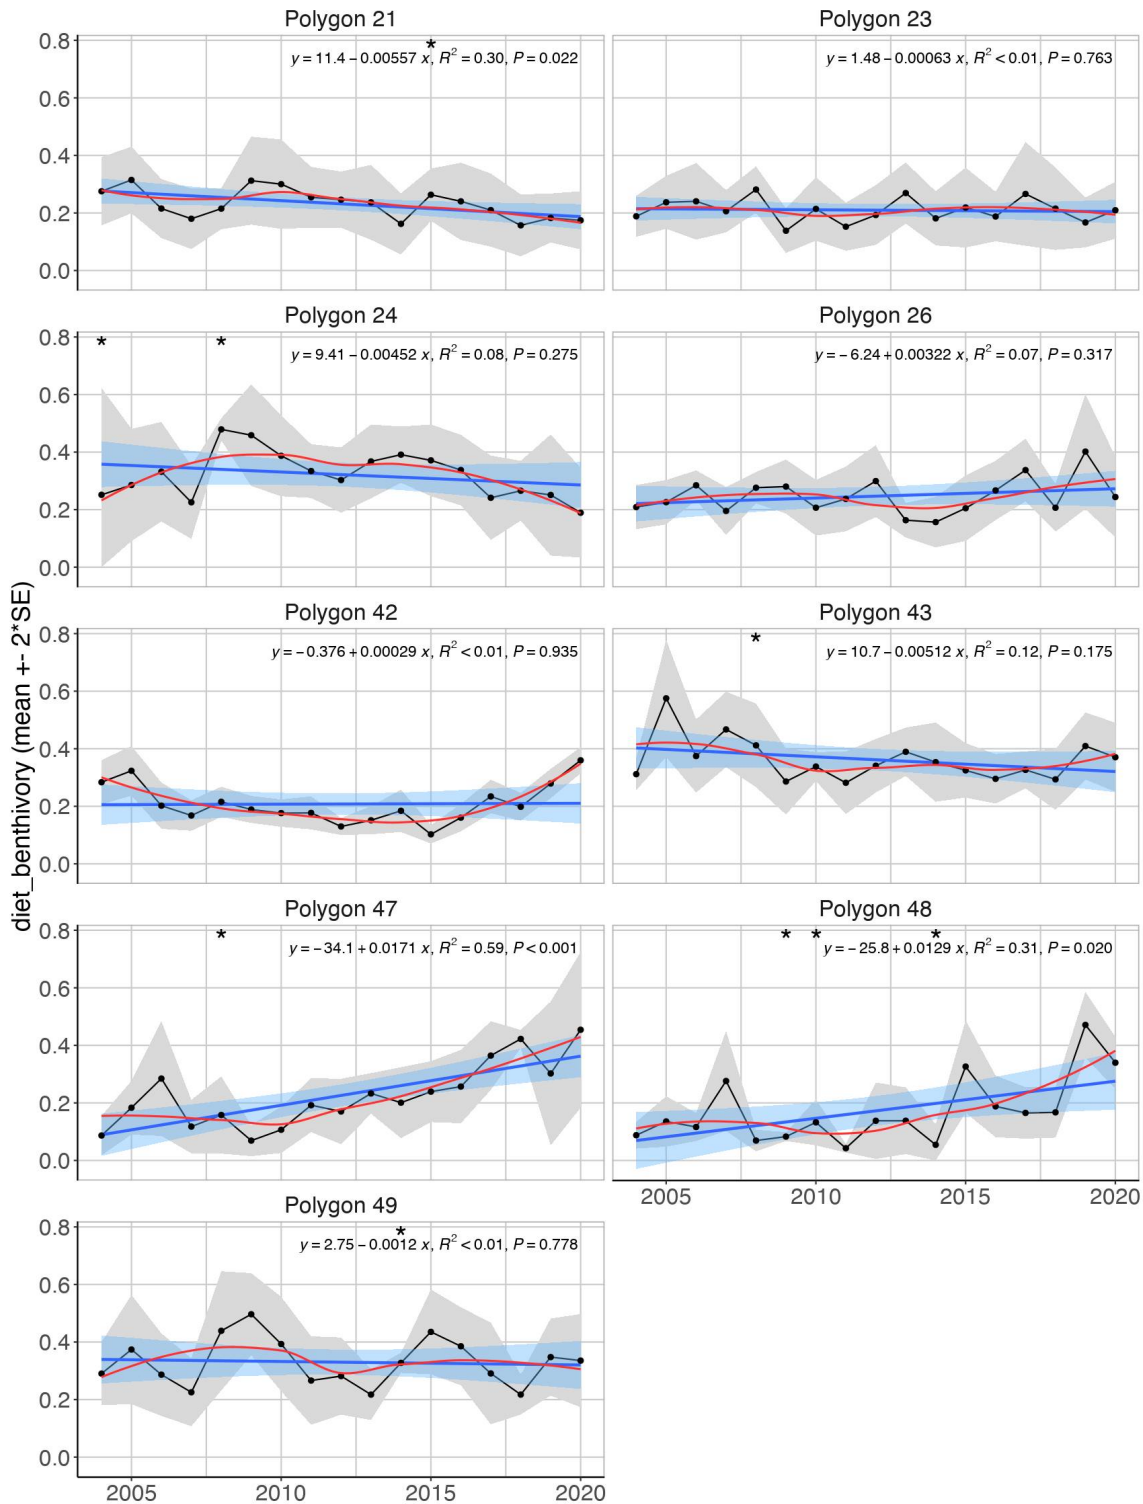 Polygon 21
Polygon 23
0.8
0.6
0.4
0.2
0.0
*
y = 11.4 − 0.00557 x, R² = 0.30, P = 0.022
y = 1.48 − 0.00063 x, R² < 0.01, P = 0.763
Polygon 24
Polygon 26
0.8
0.6
0.4
0.2
0.0
* *
y = 9.41 − 0.00452 x, R² = 0.08, P = 0.275
y = − 6.24 + 0.00322 x, R² = 0.07, P = 0.317
diet_benthivory (mean +- 2*SE)
Polygon 42
Polygon 43
0.8
0.6
0.4
0.2
0.0
y = − 0.376 + 0.00029 x, R² < 0.01, P = 0.935
*
y = 10.7 − 0.00512 x, R² = 0.12, P = 0.175
Polygon 47
Polygon 48
0.8
0.6
0.4
0.2
0.0
*
y = − 34.1 + 0.0171 x, R² = 0.59, P < 0.001
* * *
y = − 25.8 + 0.0129 x, R² = 0.31, P = 0.020
2005 2010 2015 2020
Polygon 49
0.8
0.6
0.4
0.2
0.0
*
y = 2.75 − 0.0012 x, R² < 0.01, P = 0.778
2005 2010 2015 2020